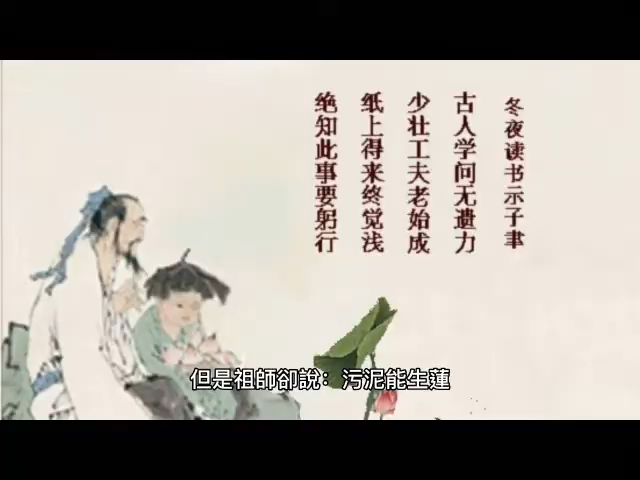 冬夜读书示子聿
古人学问无遗力
少壮工夫老始成
纸上得来终觉浅
绝知此事要躬行
但是祖師卻說：污泥能生蓮